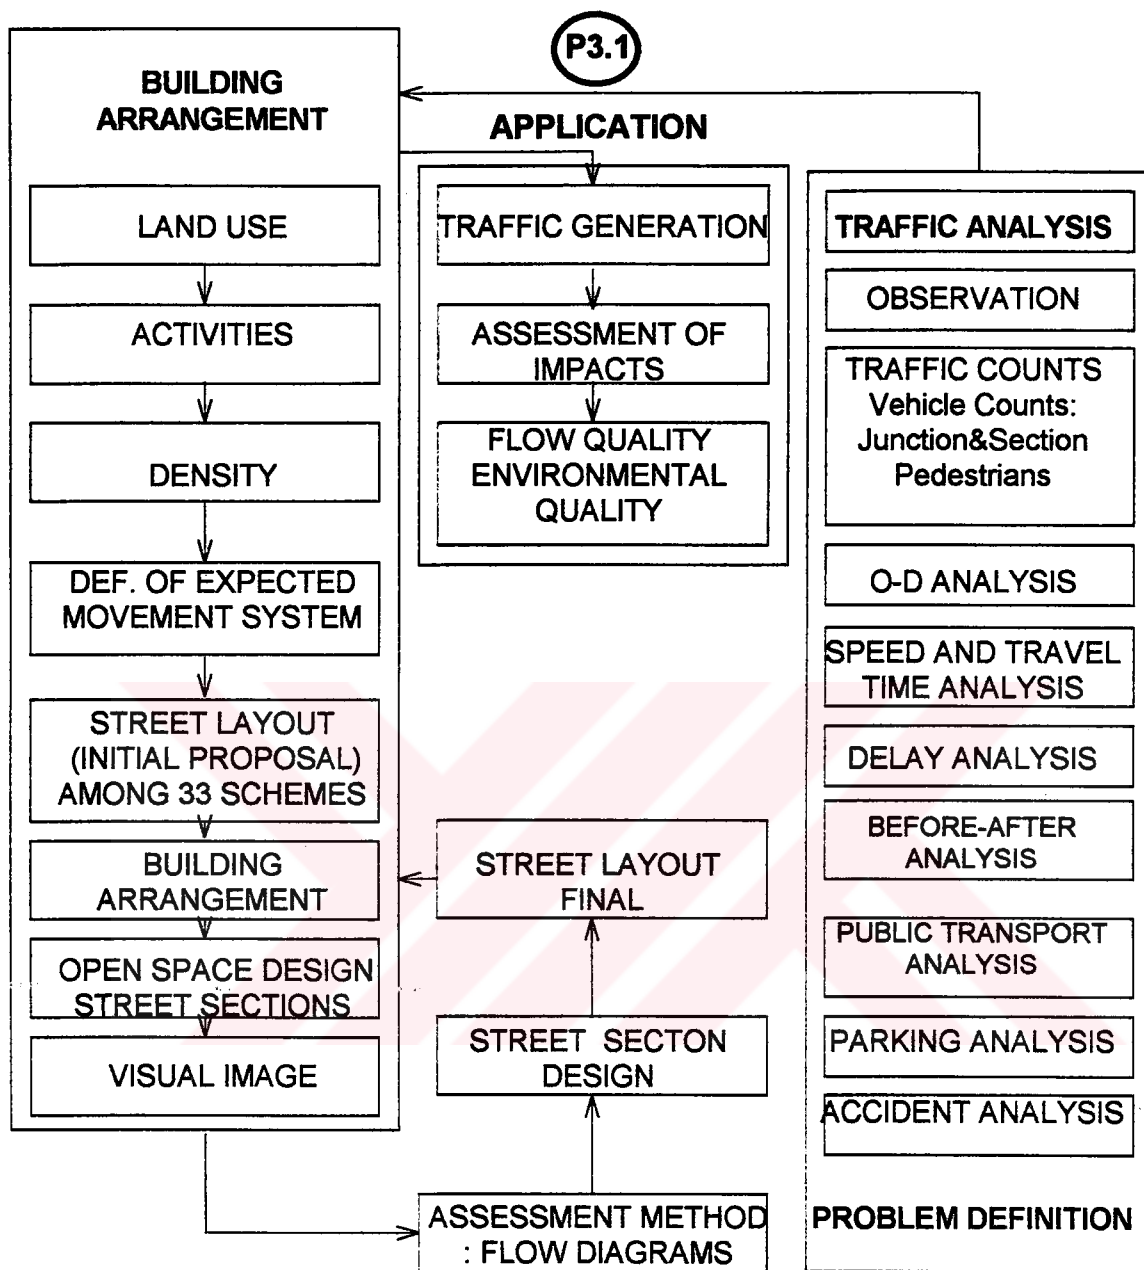 P3.1
BUILDING
ARRANGEMENT
LAND USE
ACTIVITIES
DENSITY
DEF. OF EXPECTED
MOVEMENT SYSTEM
STREET LAYOUT
(INITIAL PROPOSAL)
AMONG 33 SCHEMES
BUILDING
ARRANGEMENT
OPEN SPACE DESIGN
STREET SECTIONS
VISUAL IMAGE
APPLICATION
TRAFFIC GENERATION
ASSESSMENT OF
IMPACTS
FLOW QUALITY
ENVIRONMENTAL
QUALITY
STREET LAYOUT
FINAL
STREET SECTON
DESIGN
ASSESSMENT METHOD
: FLOW DIAGRAMS
TRAFFIC ANALYSIS
OBSERVATION
TRAFFIC COUNTS
Vehicle Counts:
Junction&Section
Pedestrians
O-D ANALYSIS
SPEED AND TRAVEL
TIME ANALYSIS
DELAY ANALYSIS
BEFORE-AFTER
ANALYSIS
PUBLIC TRANSPORT
ANALYSIS
PARKING ANALYSIS
ACCIDENT ANALYSIS
PROBLEM DEFINITION